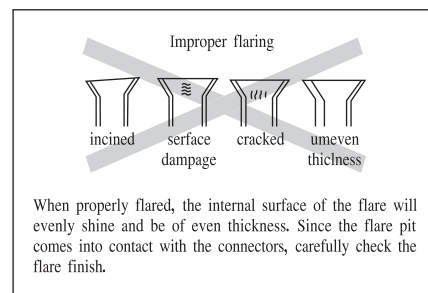 Improper flaring
incined serface cracked umeven
dampage thiclness
When properly flared, the internal surface of the flare will
evenly shine and be of even thickness. Since the flare pit
comes into contact with the connectors, carefully check the
flare finish.